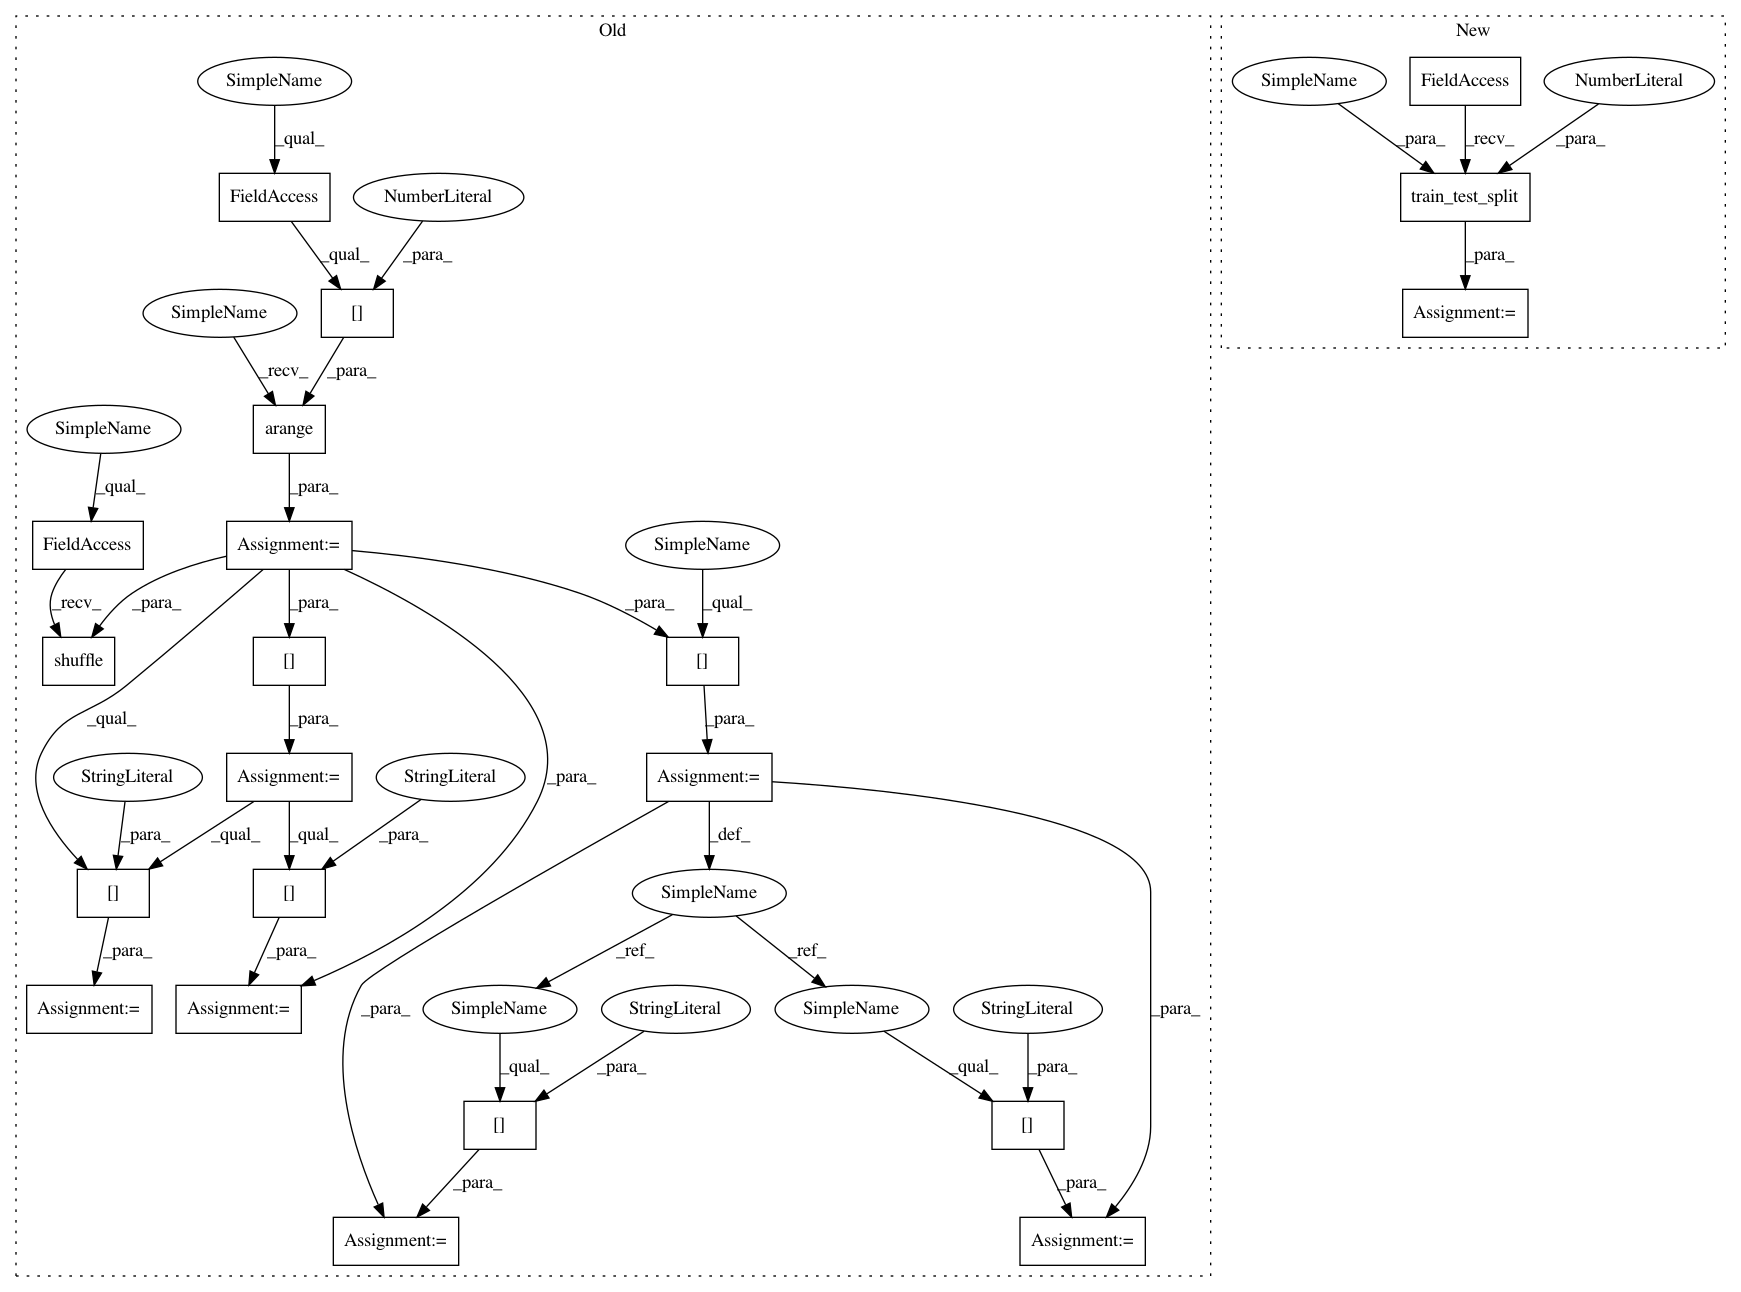 Old
New
SimpleName
SimpleName
FieldAccess
NumberLiteral
_qual_
_para_
_recv_
_para_
FieldAccess
NumberLiteral
train_test_split
_qual_
_para_
_para_
SimpleName
[]
Assignment:=
_recv_
_para_
SimpleName
arange
_qual_
_para_
FieldAccess
Assignment:=
SimpleName
_recv_
_para_
_para_
_para_
_qual_
shuffle
[]
[]
_qual_
_para_
_para_
StringLiteral
Assignment:=
StringLiteral
_para_
Assignment:=
_para_
_qual_
_qual_
_para_
_def_
[]
[]
SimpleName
_para_
_para_
_ref_
_ref_
Assignment:=
Assignment:=
_para_
SimpleName
StringLiteral
SimpleName
StringLiteral
_para_
_qual_
_para_
_qual_
_para_
[]
[]
_para_
_para_
Assignment:=
Assignment:=